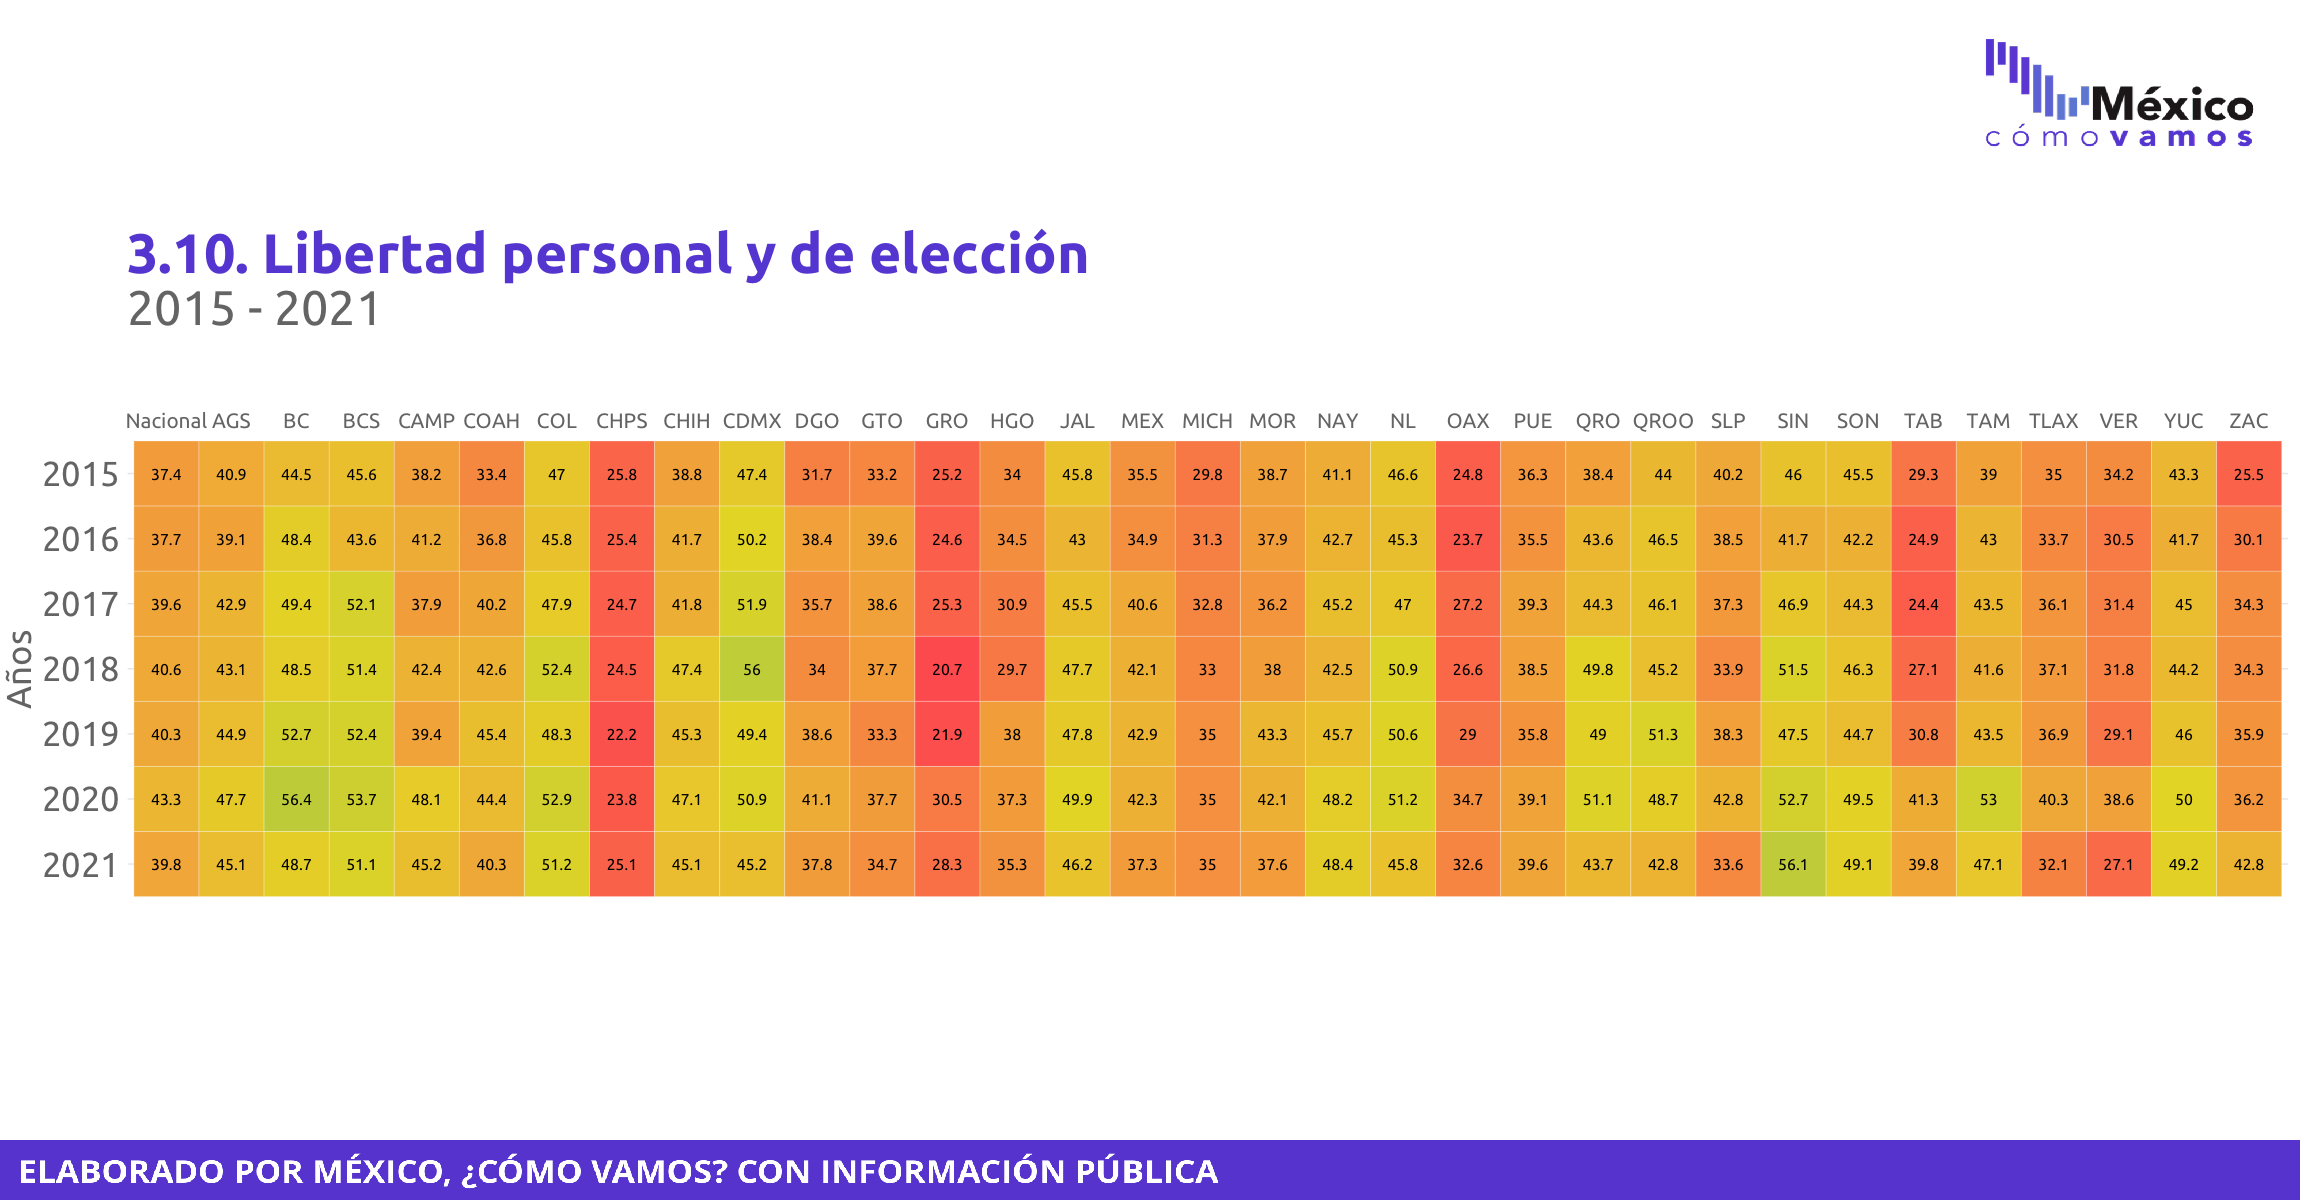 México
cómovamos
3.10. Libertad personal y de elección
2015 - 2021
Nacional AGS BC BCS CAMP COAH COL CHPS CHIH CDMX DGO GTO GRO HGO JAL MEX MICH MOR NAY NL OAX PUE QRO QROO SLP SIN SON TAB TAM TLAX VER YUC ZAC
2015 37.4 40.9 44.5 45.6 38.2 33.4 47 25.8 38.8 47.4 31.7 33.2 25.2 34 45.8 35.5 29.8 38.7 41.1 46.6 24.8 36.3 38.4 44 40.2 46 45.5 29.3 39 35 34.2 43.3 25.5
2016 37.7 39.1 48.4 43.6 41.2 36.8 45.8 25.4 41.7 50.2 38.4 39.6 24.6 34.5 43 34.9 31.3 37.9 42.7 45.3 23.7 35.5 43.6 46.5 38.5 41.7 42.2 24.9 43 33.7 30.5 41.7 30.1
2017 39.6 42.9 49.4 52.1 37.9 40.2 47.9 24.7 41.8 51.9 35.7 38.6 25.3 30.9 45.5 40.6 32.8 36.2 45.2 47 27.2 39.3 44.3 46.1 37.3 46.9 44.3 24.4 43.5 36.1 31.4 45 34.3
Años
2018 40.6 43.1 48.5 51.4 42.4 42.6 52.4 24.5 47.4 56 34 37.7 20.7 29.7 47.7 42.1 33 38 42.5 50.9 26.6 38.5 49.8 45.2 33.9 51.5 46.3 27.1 41.6 37.1 31.8 44.2 34.3
2019 40.3 44.9 52.7 52.4 39.4 45.4 48.3 22.2 45.3 49.4 38.6 33.3 21.9 38 47.8 42.9 35 43.3 45.7 50.6 29 35.8 49 51.3 38.3 47.5 44.7 30.8 43.5 36.9 29.1 46 35.9
2020 43.3 47.7 56.4 53.7 48.1 44.4 52.9 23.8 47.1 50.9 41.1 37.7 30.5 37.3 49.9 42.3 35 42.1 48.2 51.2 34.7 39.1 51.1 48.7 42.8 52.7 49.5 41.3 53 40.3 38.6 50 36.2
2021 39.8 45.1 48.7 51.1 45.2 40.3 51.2 25.1 45.1 45.2 37.8 34.7 28.3 35.3 46.2 37.3 35 37.6 48.4 45.8 32.6 39.6 43.7 42.8 33.6 56.1 49.1 39.8 47.1 32.1 27.1 49.2 42.8
ELABORADO POR MÉXICO, ¿CÓMO VAMOS? CON INFORMACIÓN PÚBLICA